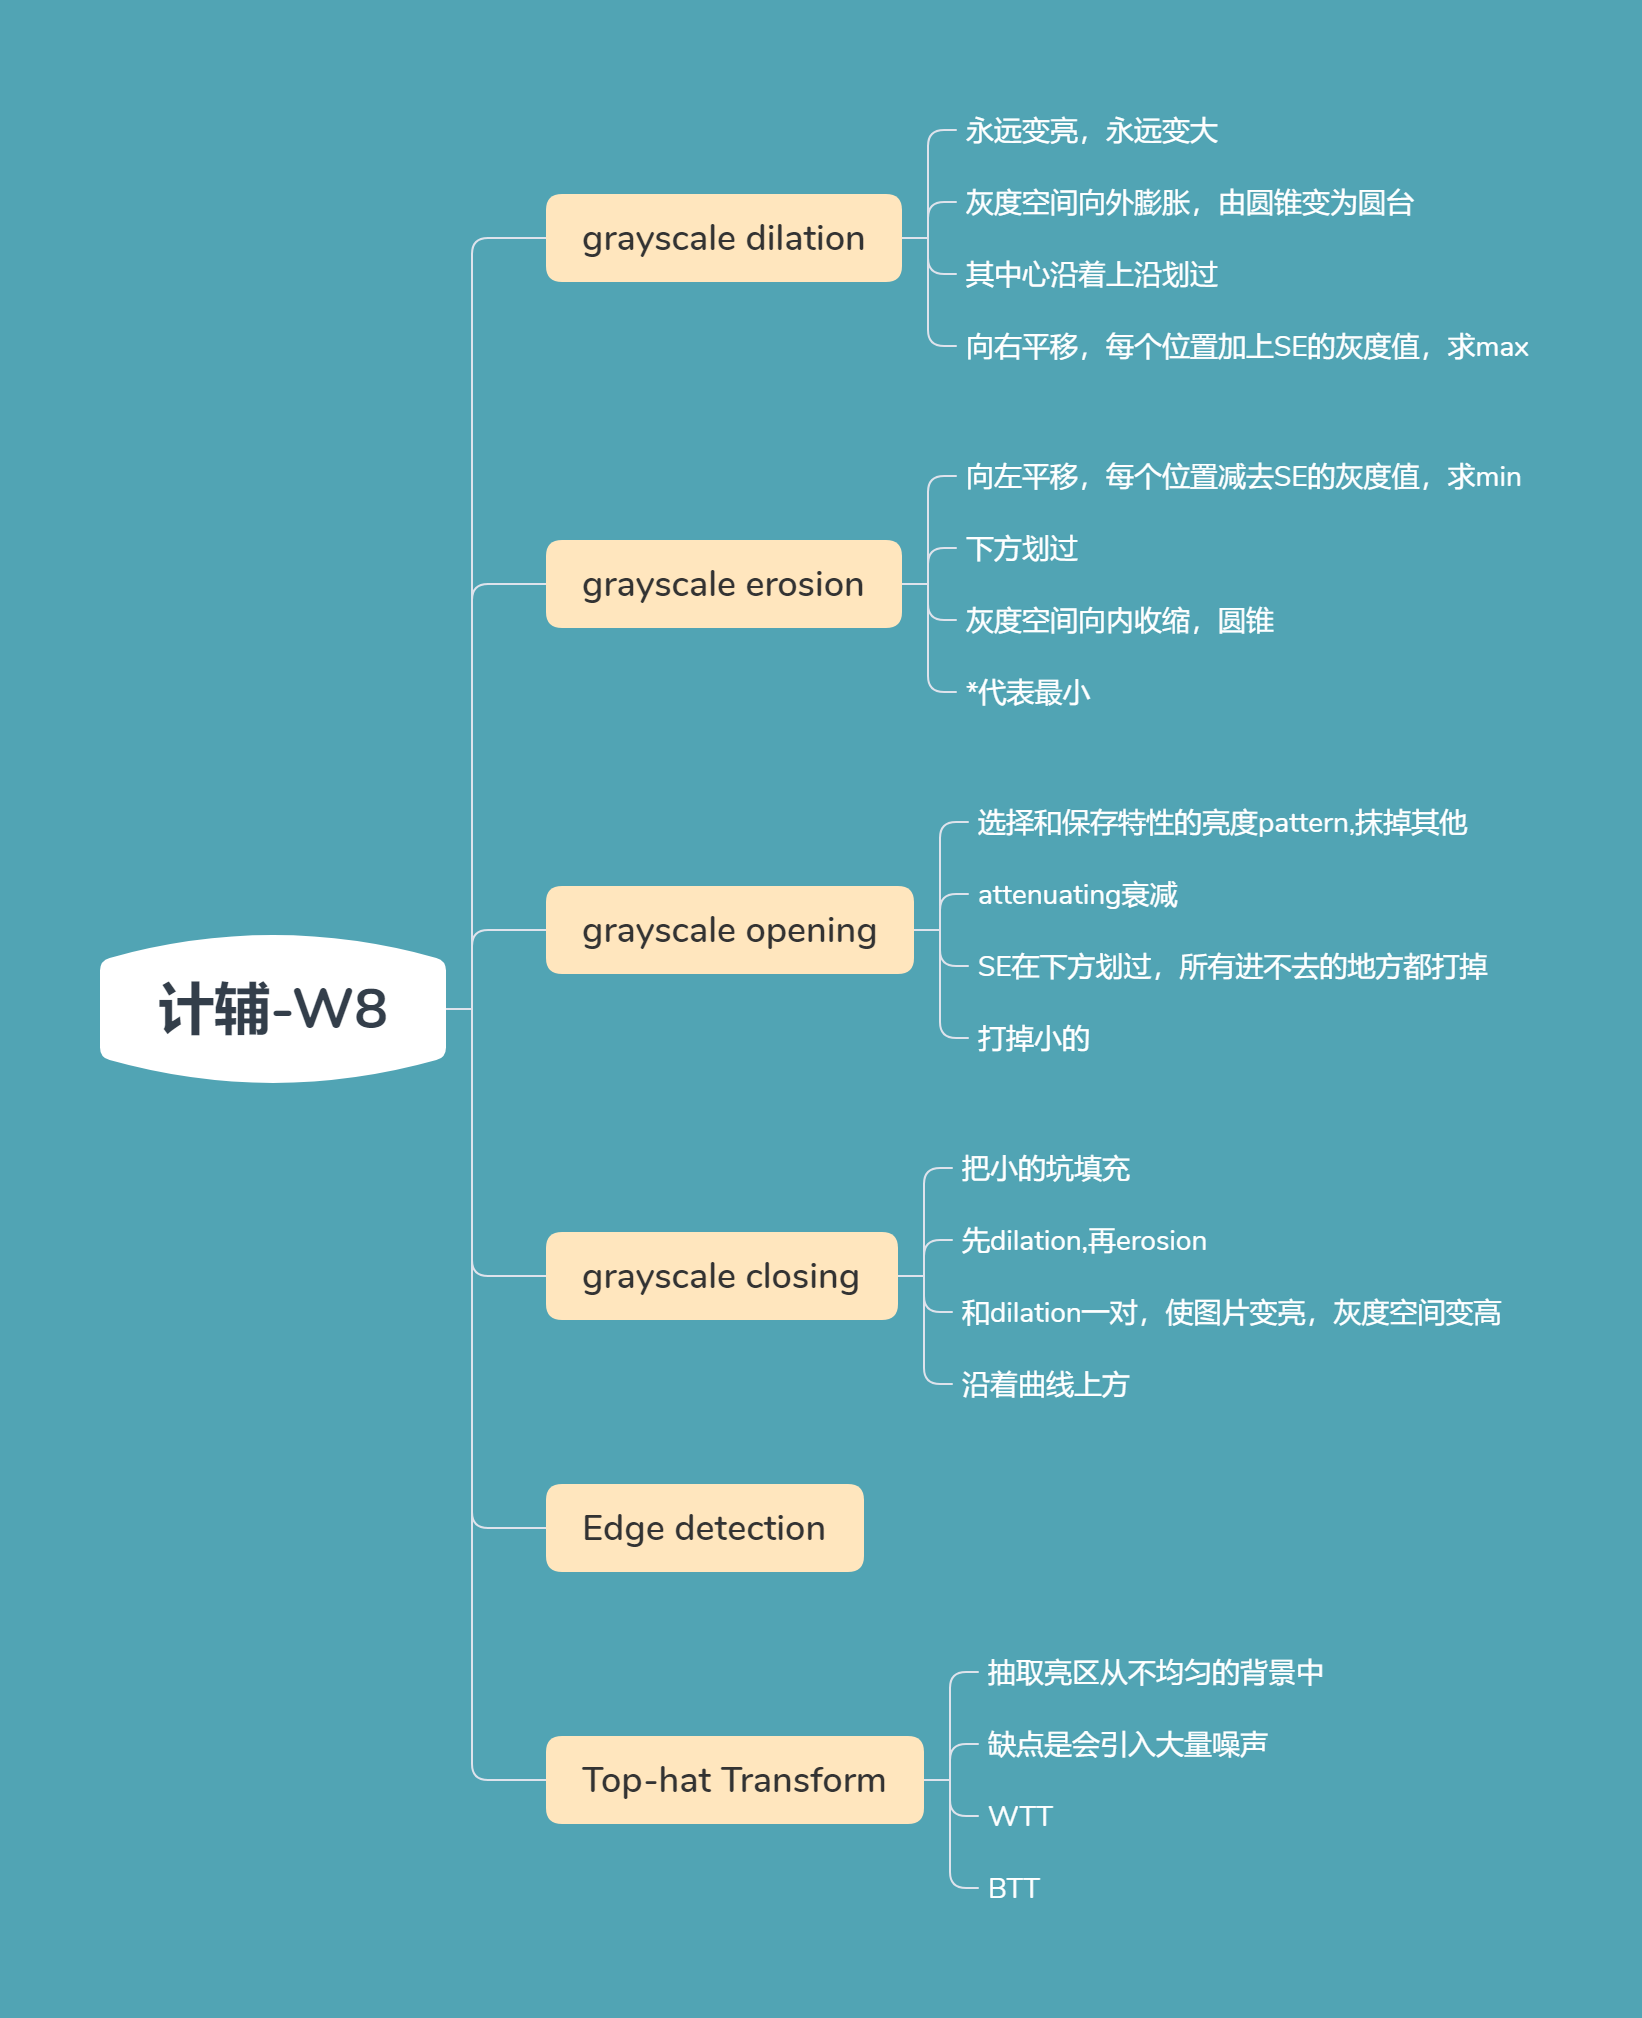 计辅-W8
grayscale dilation
永远变亮，永远变大
灰度空间向外膨胀，由圆锥变为圆台
其中心沿着上沿划过
向右平移，每个位置加上SE的灰度值，求max
grayscale erosion
向左平移，每个位置减去SE的灰度值，求min
下方划过
灰度空间向内收缩，圆锥
*代表最小
grayscale opening
选择和保存特性的亮度pattern,抹掉其他
attenuating衰减
SE在下方划过，所有进不去的地方都打掉
打掉小的
grayscale closing
把小的坑填充
先dilation,再erosion
和dilation一对，使图片变亮，灰度空间变高
沿着曲线上方
Edge detection
Top-hat Transform
抽取亮区从不均匀的背景中
缺点是会引入大量噪声
WTT
BTT